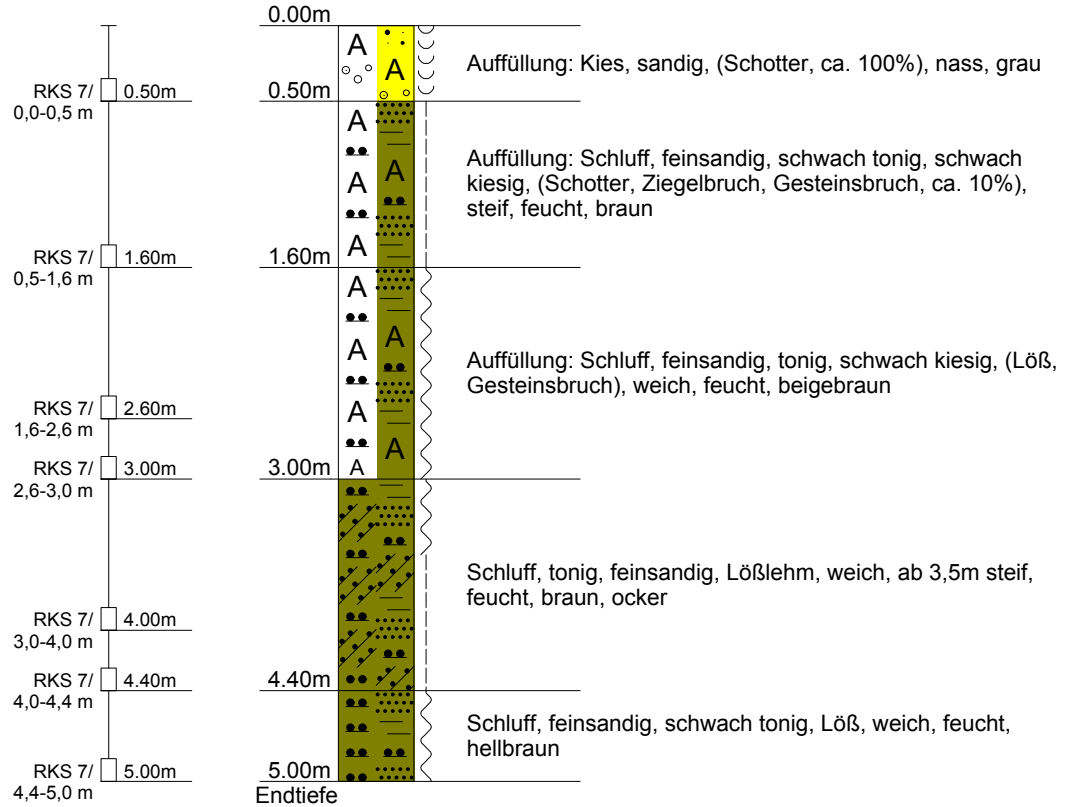 0.00m
A
A
Auffüllung: Kies, sandig, (Schotter, ca. 100%), nass, grau
RKS 7/
0,0-0,5 m
0.50m
0.50m
A
A
A
A
Auffüllung: Schluff, feinsandig, schwach tonig, schwach
kiesig, (Schotter, Ziegelbruch, Gesteinsbruch, ca. 10%),
steif, feucht, braun
RKS 7/
0,5-1,6 m
1.60m
1.60m
A
A
A
A
A
A
Auffüllung: Schluff, feinsandig, tonig, schwach kiesig, (Löß,
Gesteinsbruch), weich, feucht, beigebraun
RKS 7/
1,6-2,6 m
2.60m
RKS 7/
2,6-3,0 m
3.00m
3.00m
Schluff, tonig, feinsandig, Lößlehm, weich, ab 3,5m steif,
feucht, braun, ocker
RKS 7/
3,0-4,0 m
4.00m
RKS 7/
4,0-4,4 m
4.40m
4.40m
Schluff, feinsandig, schwach tonig, Löß, weich, feucht,
hellbraun
RKS 7/
4,4-5,0 m
5.00m
5.00m
Endtiefe